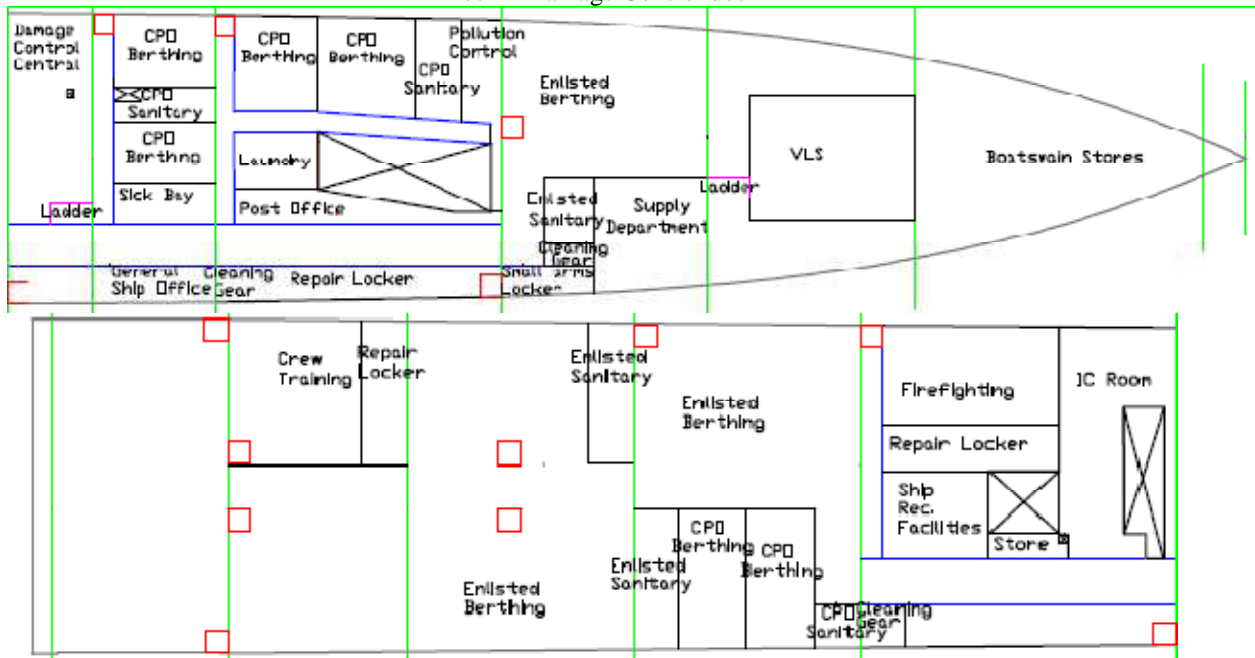 Damage
Control
Central
CPO
Berthing
CPO
Berthing
CPO
Berthing
Pollution
Control
CPO
Sanitary
Enlisted
Berthing
CPO
Sanitary
CPO
Berthing
Laundry
VLS
Boatswain Stores
Sick Bay
Ladder
Post Office
Enlisted
Sanitary
Supply
Department
Ladder
Cleaning
Gear
General
Ship Office
Cleaning
Gear
Repair Locker
Small arms
Locker
Crew
Training
Repair
Locker
Enlisted
Sanitary
Enlisted
Berthing
Firefighting
IC Room
Repair Locker
Ship
Rec.
Facilities
Store
CPO
Berthing
CPO
Berthing
Enlisted
Sanitary
Enlisted
Berthing
CPO
Sanitary
Cleaning
Gear